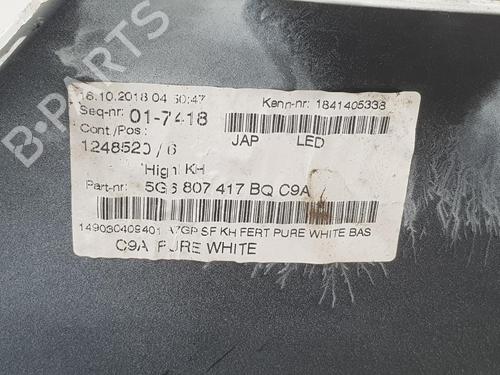 16.10.2018 04 50:47
Kenn-nr: 1841405338
Seq-nr: 01-7418
Cont /Pos:
JAP LED
1248520 / 6
High KH
Part-nr: 5G6 807 417 BQ C9A
149030409401 A7GP SF KH FERT PURE WHITE BAS
C9A PURE WHITE
B-PARTS